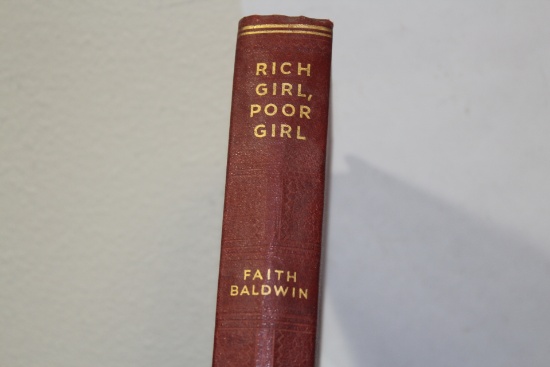 RICH
GIRL,
POOR
GIRL
FAITH
BALDWIN